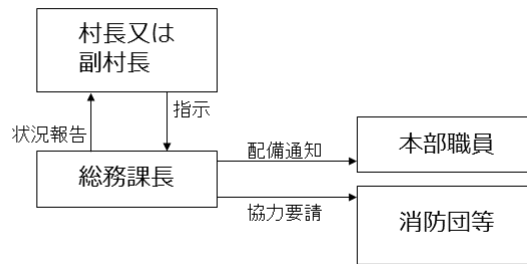 村長又は
副村長
状況報告
指示
総務課長
配備通知
本部職員
協力要請
消防団等